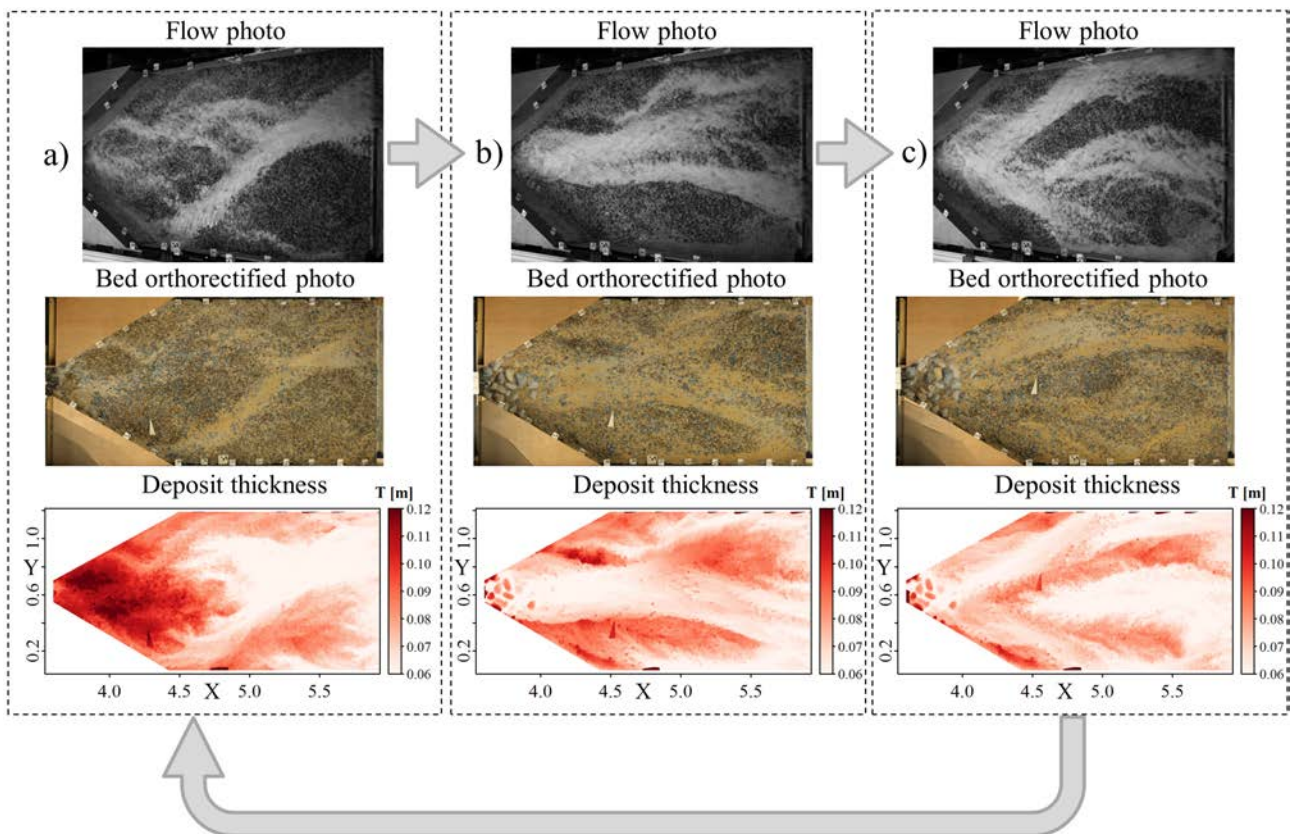 Flow photo
Flow photo
Flow photo
a)
b)
c)
Bed orthorectified photo
Bed orthorectified photo
Bed orthorectified photo
Deposit thickness
T [m]
Deposit thickness
T [m]
Deposit thickness
T [m]
1.0
Y
0.6
0.2
4.0
4.5
X
5.0
5.5
0.12
0.11
0.10
0.09
0.08
0.07
0.06
1.0
Y
0.6
0.2
4.0
4.5
X
5.0
5.5
0.12
0.11
0.10
0.09
0.08
0.07
0.06
1.0
Y
0.6
0.2
4.0
4.5
X
5.0
5.5
0.12
0.11
0.10
0.09
0.08
0.07
0.06